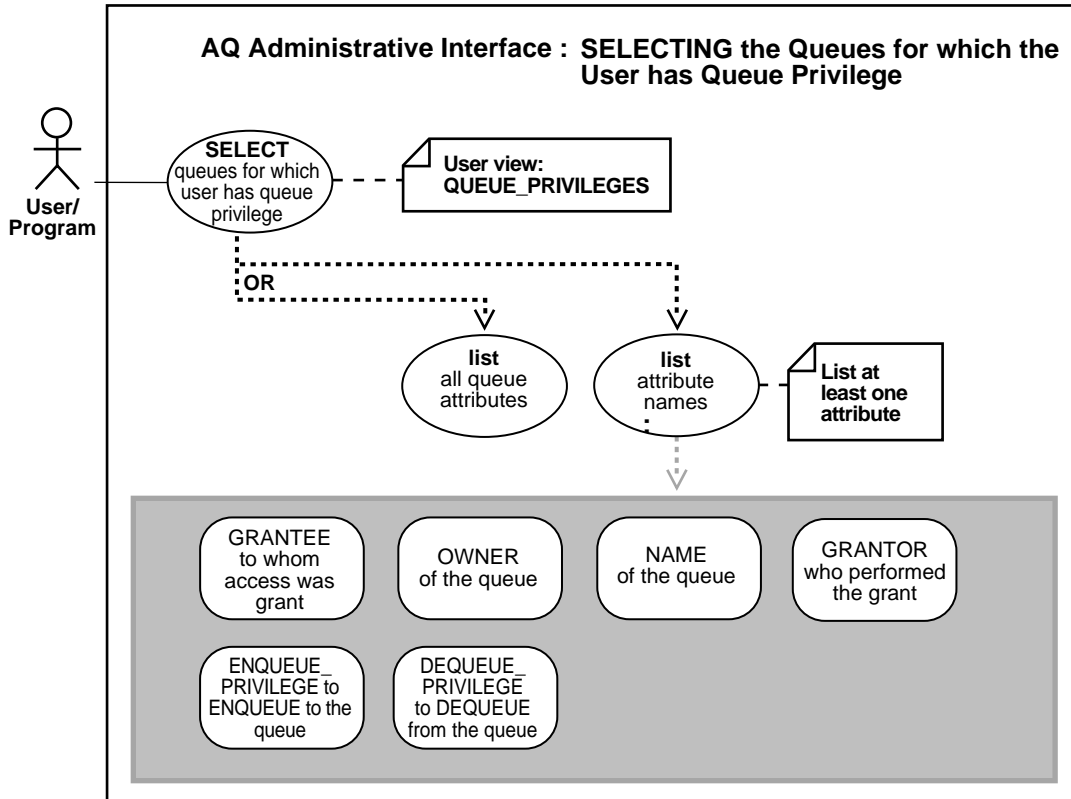 AQ Administrative Interface : SELECTING the Queues for which the
User has Queue Privilege
User/
Program
SELECT
queues for which
user has queue
privilege
User view:
QUEUE_PRIVILEGES
OR
list
all queue
attributes
list
attribute
names
List at
least one
attribute
GRANTEE
to whom
access was
grant
OWNER
of the queue
NAME
of the queue
GRANTOR
who performed
the grant
ENQUEUE_
PRIVILEGE to
ENQUEUE to the
queue
DEQUEUE_
PRIVILEGE
to DEQUEUE
from the queue